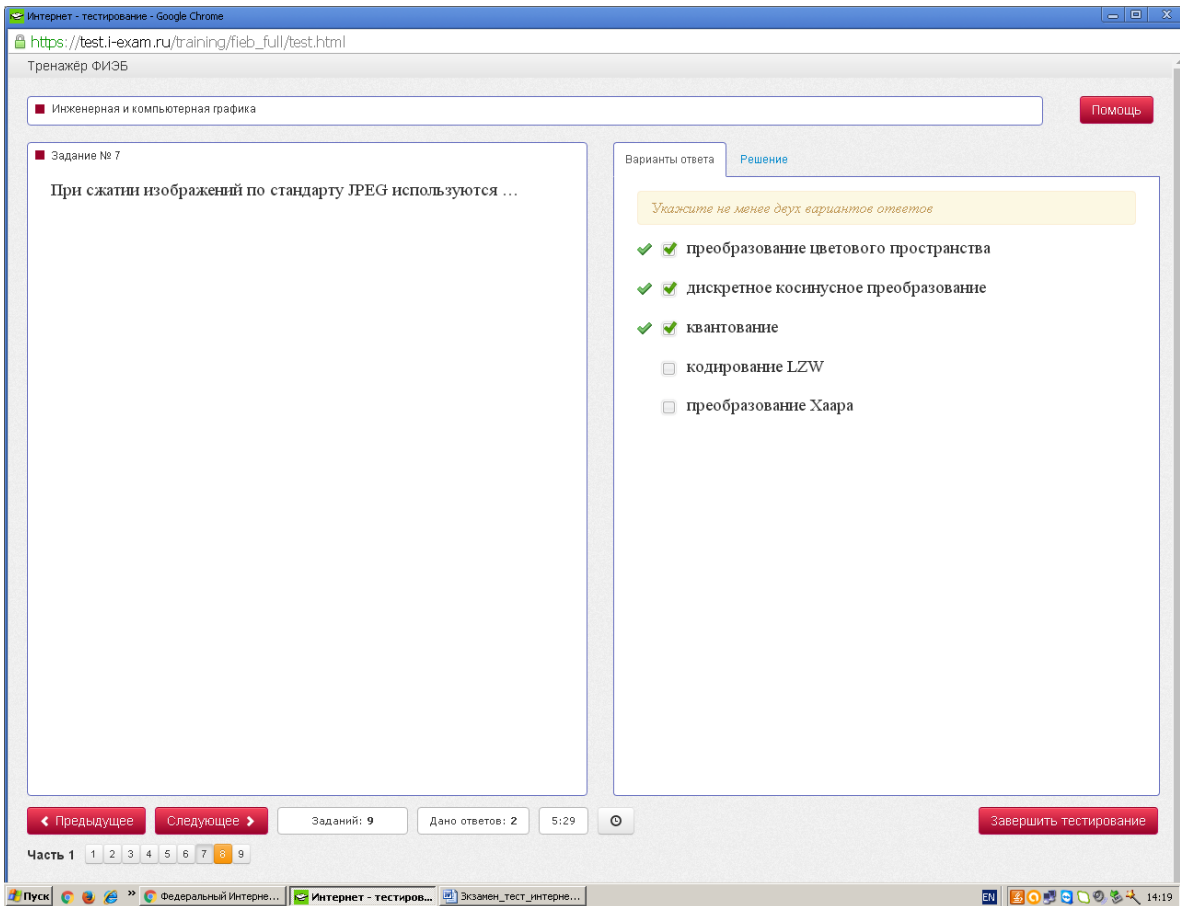 Интернет - тестирование - Google Chrome
https://test.i-exam.ru/training/fieb_full/test.html
Тренажёр ФИЭБ
Инженерная и компьютерная графика
Помощь
Задание № 7
При сжатии изображений по стандарту JPEG используются …
Варианты ответа
Решение
Укажите не менее двух вариантов ответов
преобразование цветового пространства
дискретное косинусное преобразование
квантование
кодирование LZW
преобразование Хаара
Предыдущее
Следующее
Заданий: 9
Дано ответов: 2
5:29
Завершить тестирование
Часть 1 1 2 3 4 5 6 7 8 9
Пуск
»
Федеральный Интерне...
Интернет - тестиров...
Экзамен_тест_интерне...
EN
14:19